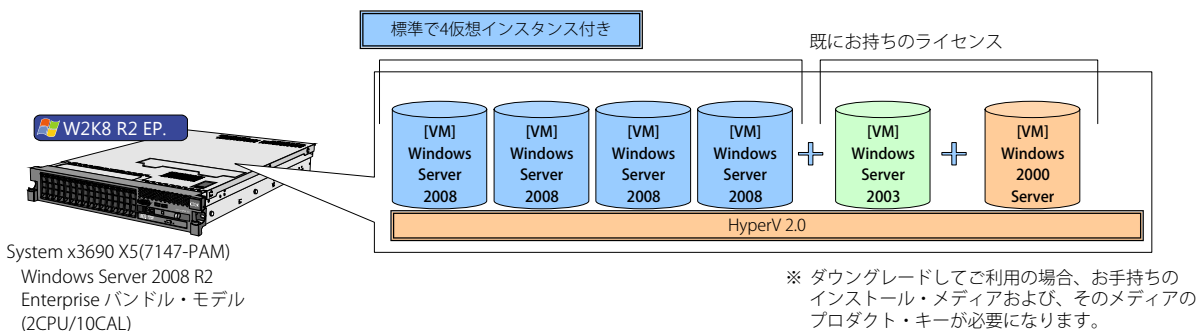 標準で4仮想インスタンス付き
既にお持ちのライセンス
W2K8 R2 EP.
[VM]
Windows
Server
2008
[VM]
Windows
Server
2008
[VM]
Windows
Server
2008
[VM]
Windows
Server
2008
[VM]
Windows
Server
2003
[VM]
Windows
2000
Server
HyperV 2.0
System x3690 X5(7147-PAM)
Windows Server 2008 R2
Enterprise バンドル・モデル
(2CPU/10CAL)
※ ダウングレードしてご利用の場合、お手持ちの
インストール・メディアおよび、そのメディアの
プロダクト・キーが必要になります。